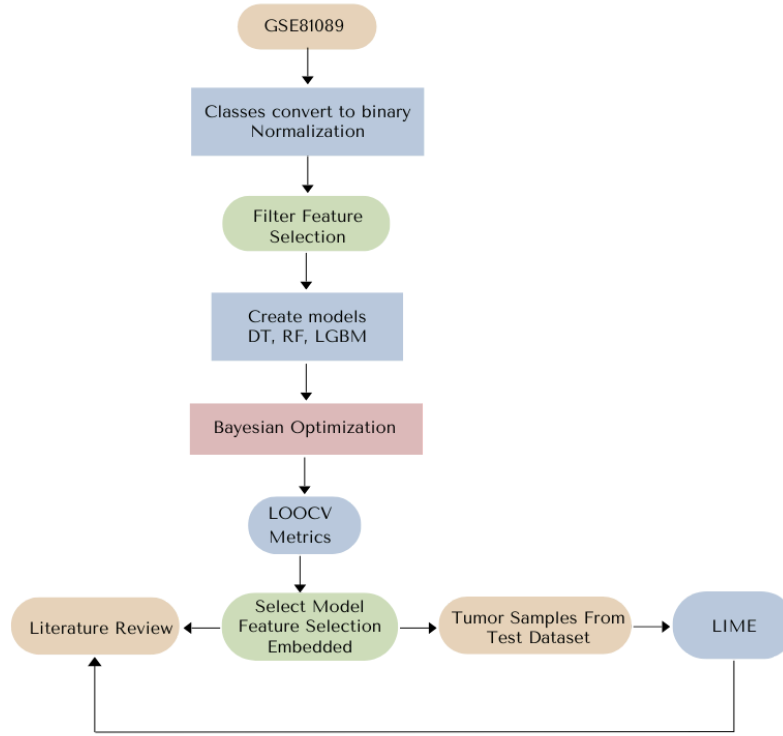 GSE81089
Classes convert to binary
Normalization
Filter Feature
Selection
Create models
DT, RF, LGBM
Bayesian Optimization
LOOCV
Metrics
Literature Review
Select Model
Feature Selection
Embedded
Tumor Samples From
Test Dataset
LIME